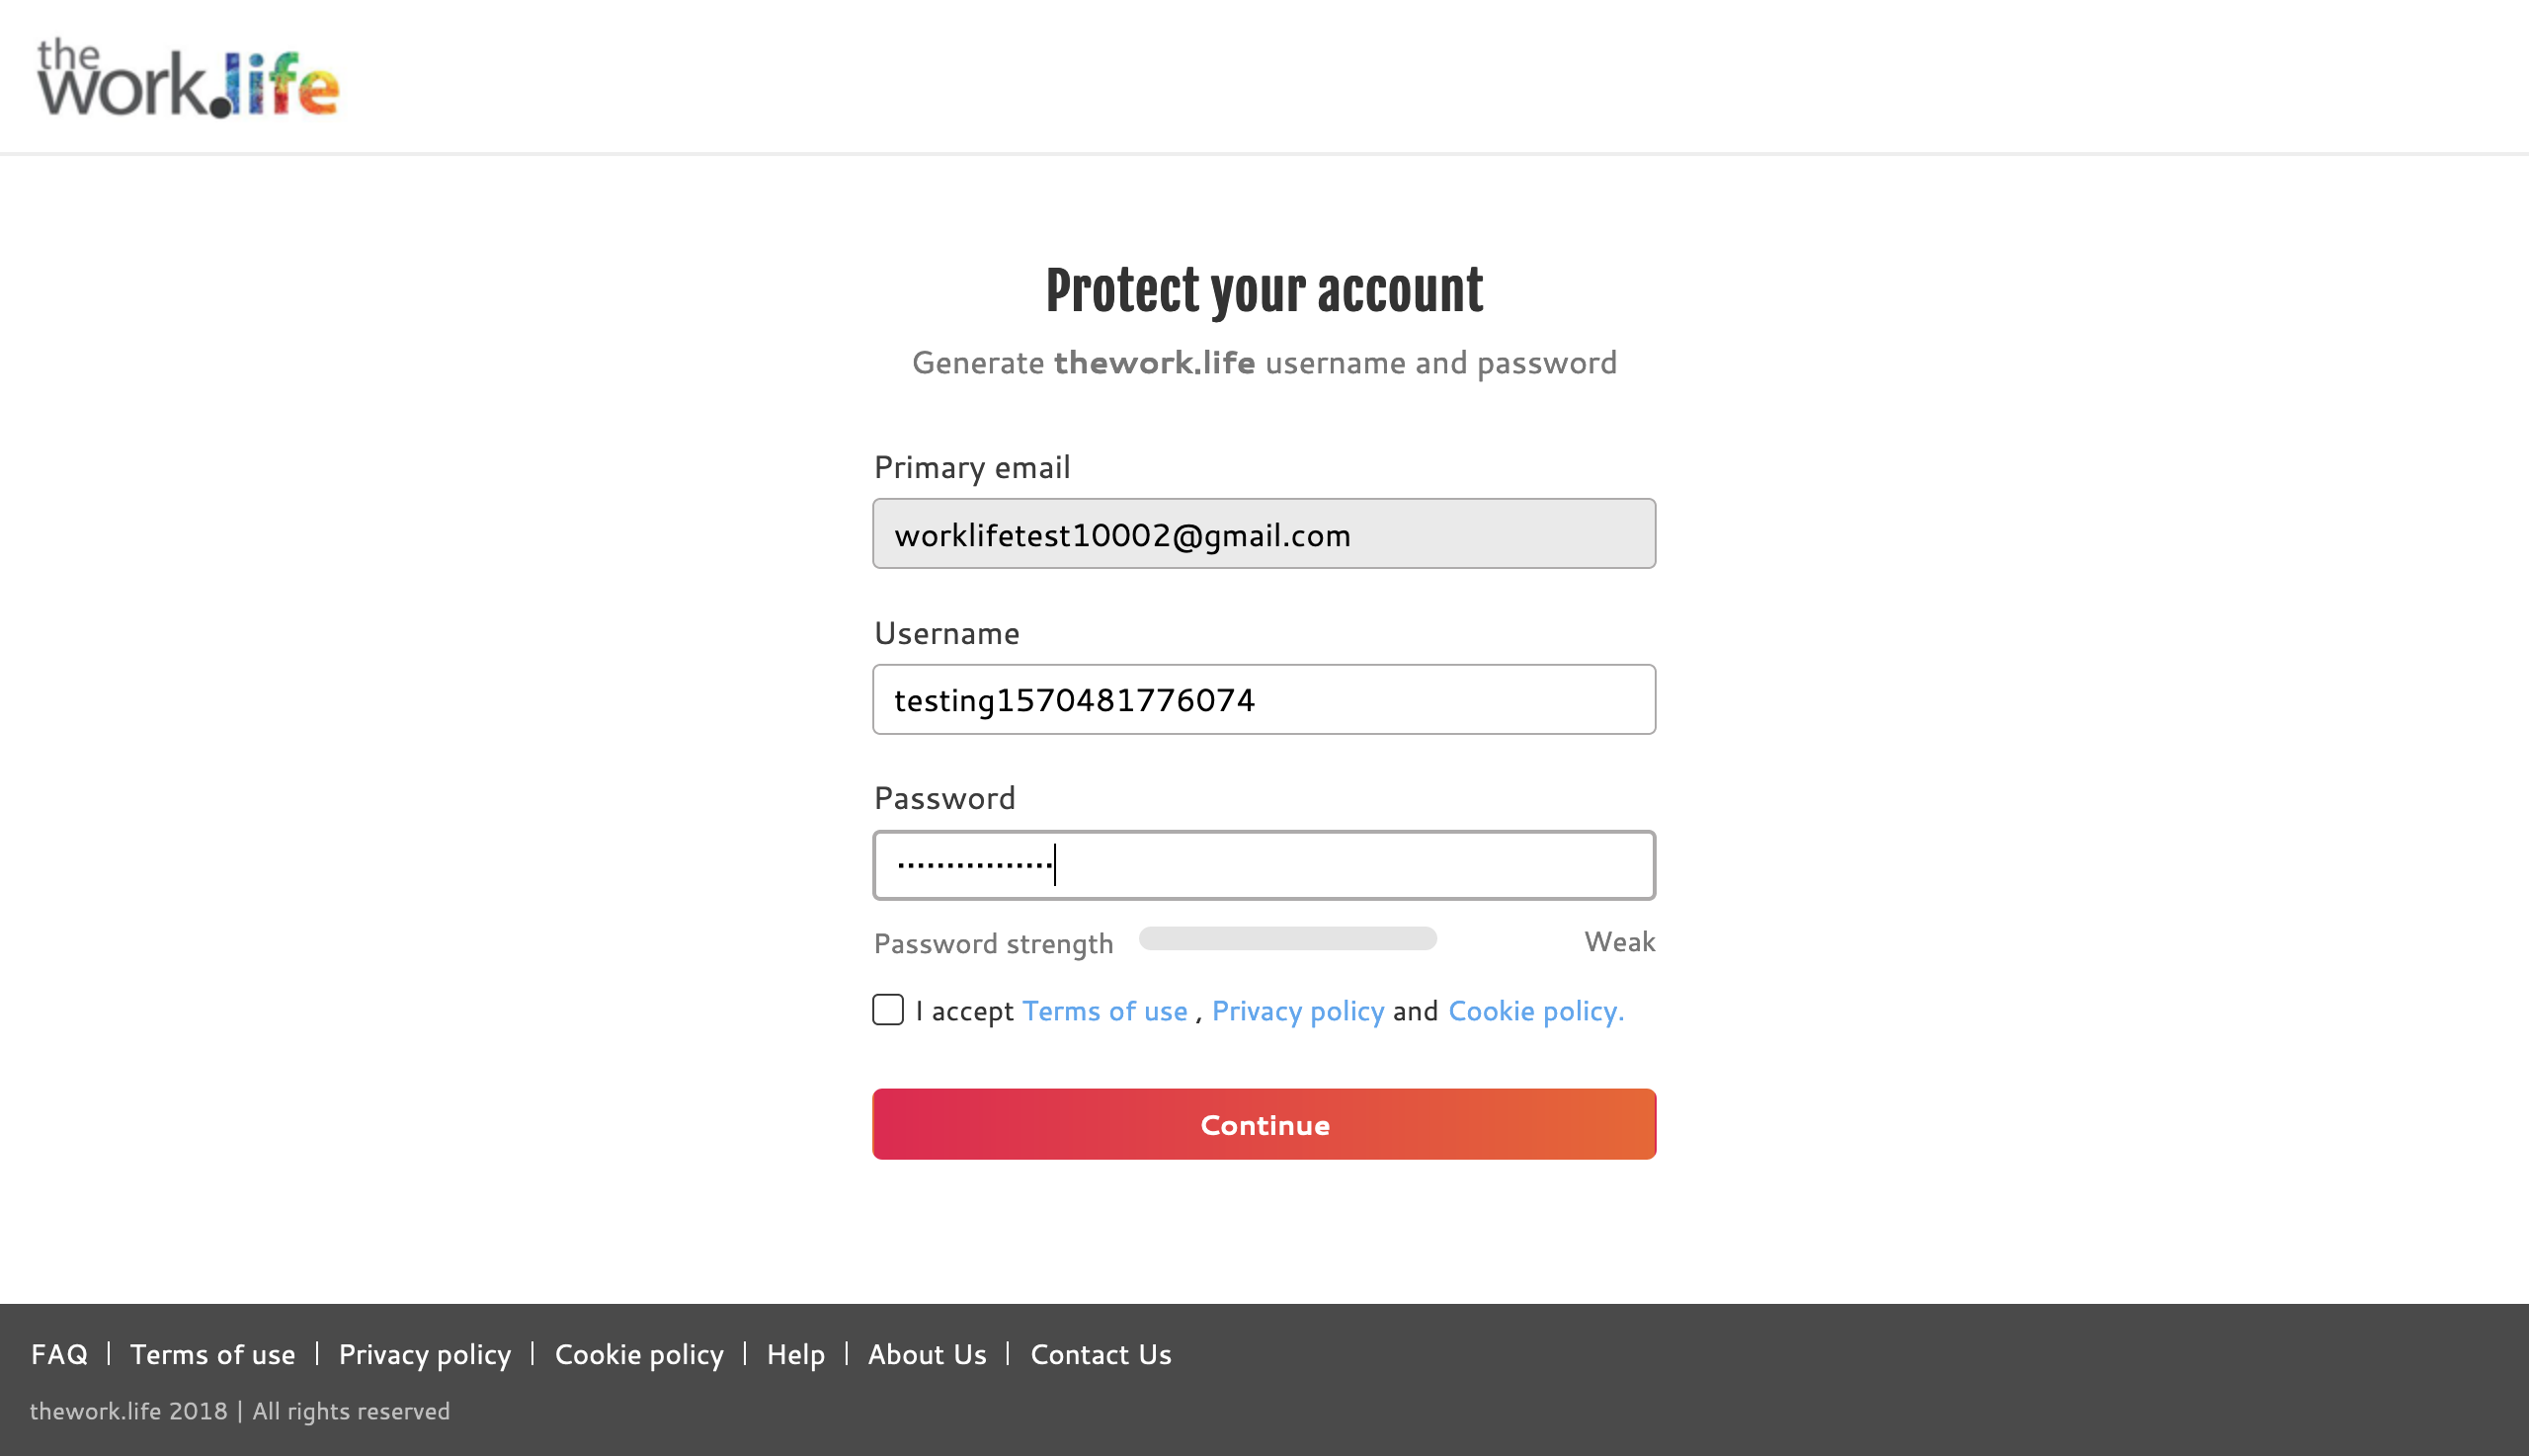 the
work.life
Protect your account
Generate thework.life username and password
Primary email
worklifetest10002@gmail.com
Username
testing1570481776074
Password
················
Password strength Weak
I accept Terms of use , Privacy policy and Cookie policy.
Continue
FAQ | Terms of use | Privacy policy | Cookie policy | Help | About Us | Contact Us
thework.life 2018 | All rights reserved